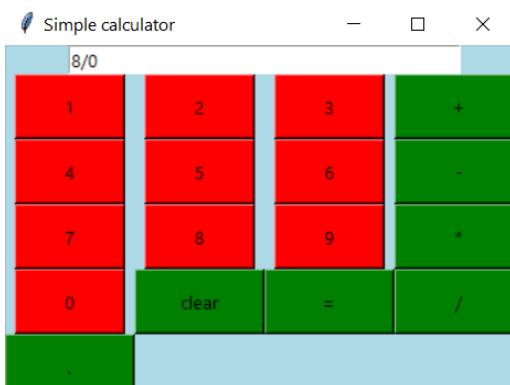 Simple calculator
8/0
1 2 3 +
4 5 6 -
7 8 9 *
0 clear = /
.